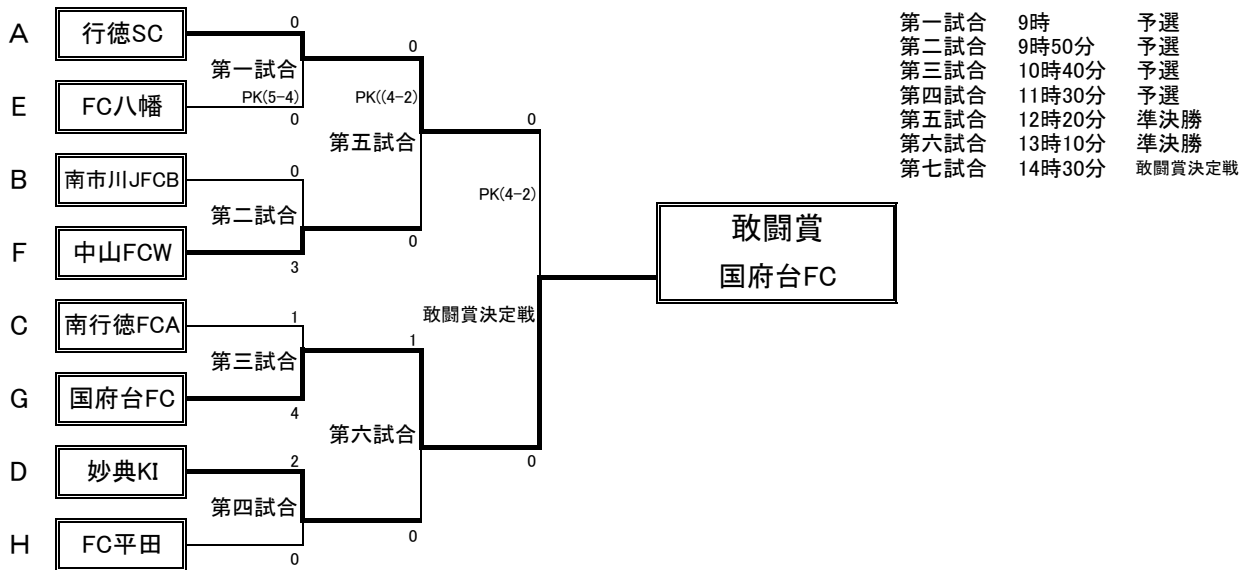 A
行徳SC
0
第一試合
PK(5-4)
E
FC八幡
0
0
PK((4-2)
第五試合
B
南市川JFCB
0
第二試合
F
中山FCW
3
0
0
PK(4-2)
敢闘賞決定戦
C
南行徳FCA
1
第三試合
G
国府台FC
4
1
第六試合
D
妙典KI
2
第四試合
H
FC平田
0
0
0
敢闘賞
国府台FC
第一試合 9時 予選
第二試合 9時50分 予選
第三試合 10時40分 予選
第四試合 11時30分 予選
第五試合 12時20分 準決勝
第六試合 13時10分 準決勝
第七試合 14時30分 敢闘賞決定戦